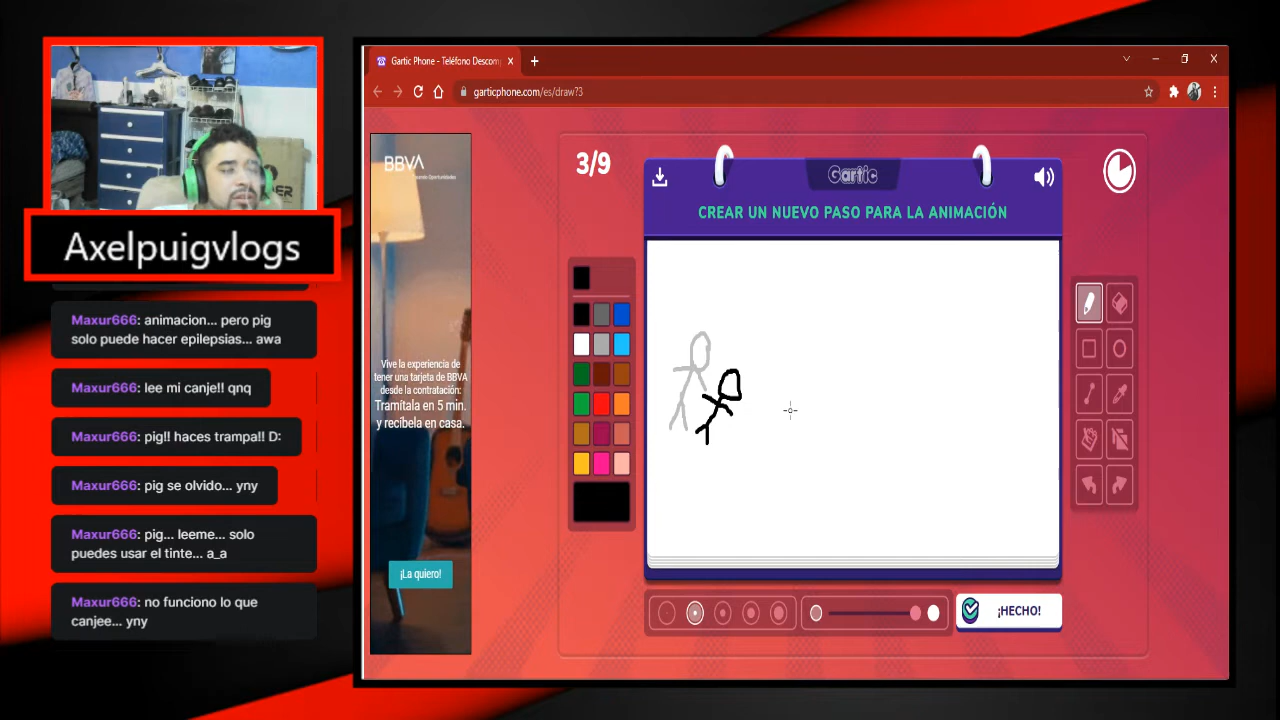 Axelpuigvlogs
Maxur666: animacion... pero pig
solo puede hacer epilepsias... awa
Maxur666: lee mi canje!! qnq
Maxur666: pig!! haces trampa!! D:
Maxur666: pig se olvido... yny
Maxur666: pig... leeme... solo
puedes usar el tinte... a_a
Maxur666: no funciono lo que
canjee... yny
Gartic Phone - Teléfono Descom
garticphone.com/es/draw?3
BBVA
Oportunidades
Vive la experiencia de
tener una tarjeta de BBVA
desde la contratación:
Tramítala en 5 min.
y recíbela en casa.
¡La quiero!
3/9
Gartic
CREAR UN NUEVO PASO PARA LA ANIMACIÓN
¡HECHO!